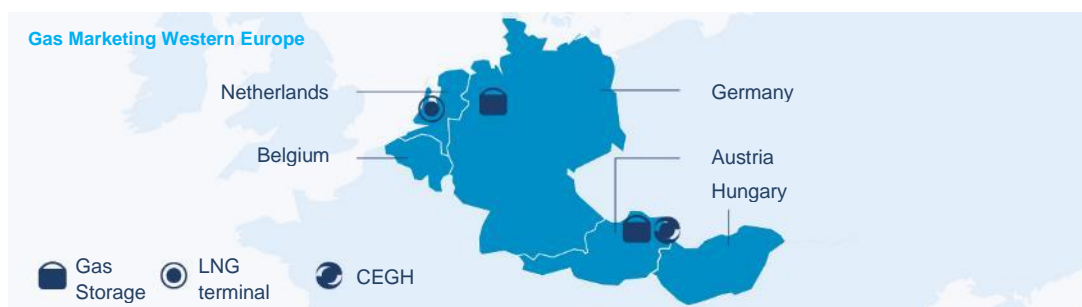 Gas Marketing Western Europe
Netherlands
Germany
Belgium
Austria
Hungary
Gas
Storage
LNG
terminal
CEGH